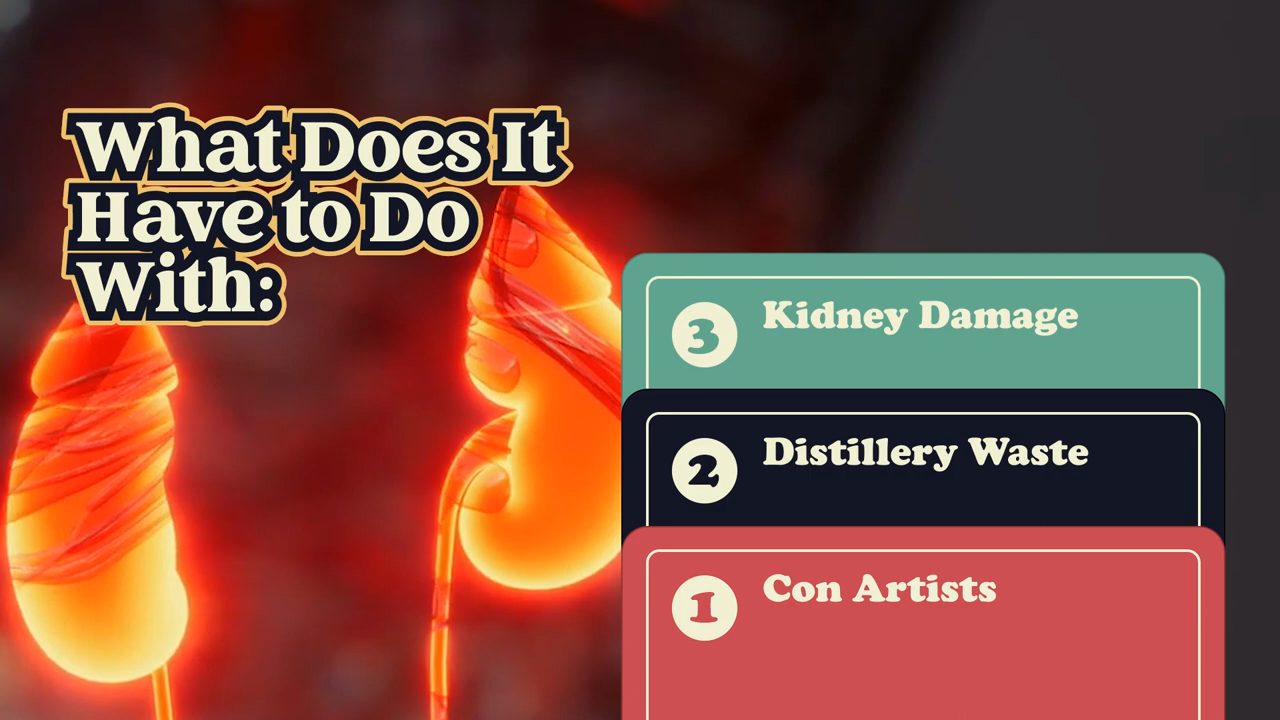 What Does It
Have to Do
With:
3 Kidney Damage
2 Distillery Waste
1 Con Artists